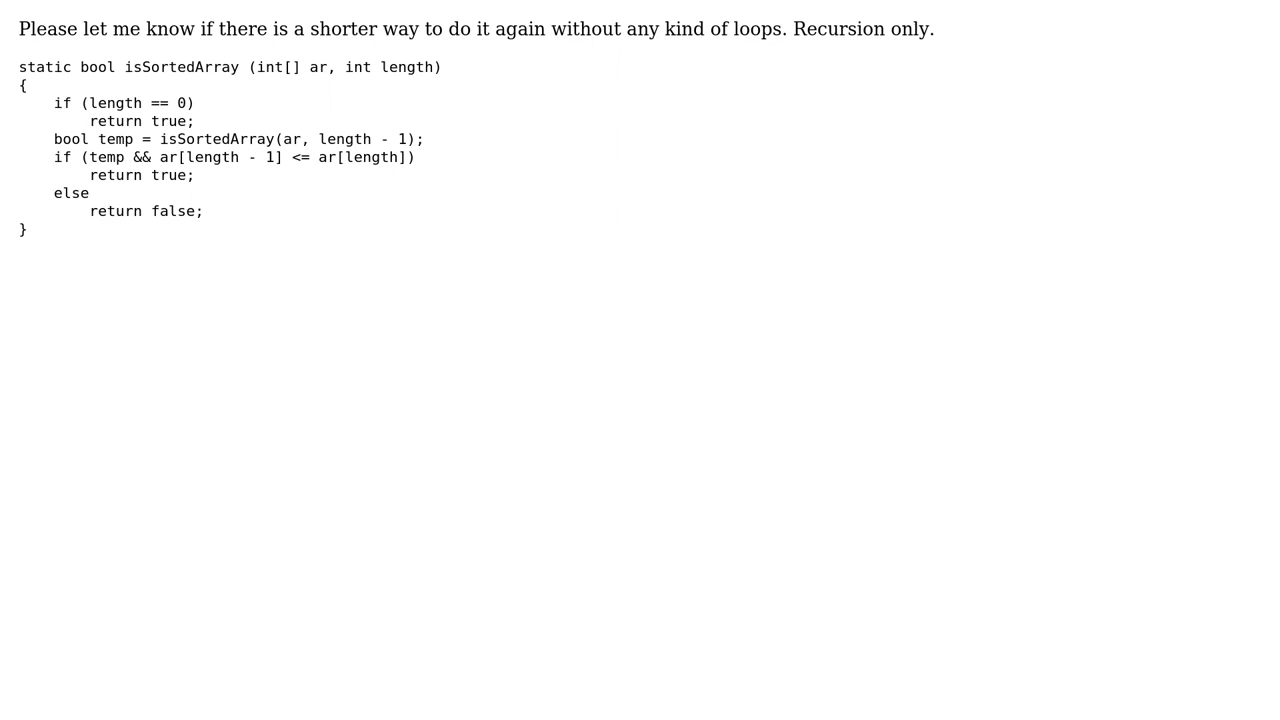 Please let me know if there is a shorter way to do it again without any kind of loops. Recursion only.
static bool isSortedArray (int[] ar, int length)
{
    if (length == 0)
        return true;
    bool temp = isSortedArray(ar, length - 1);
    if (temp && ar[length - 1] <= ar[length])
        return true;
    else
        return false;
}